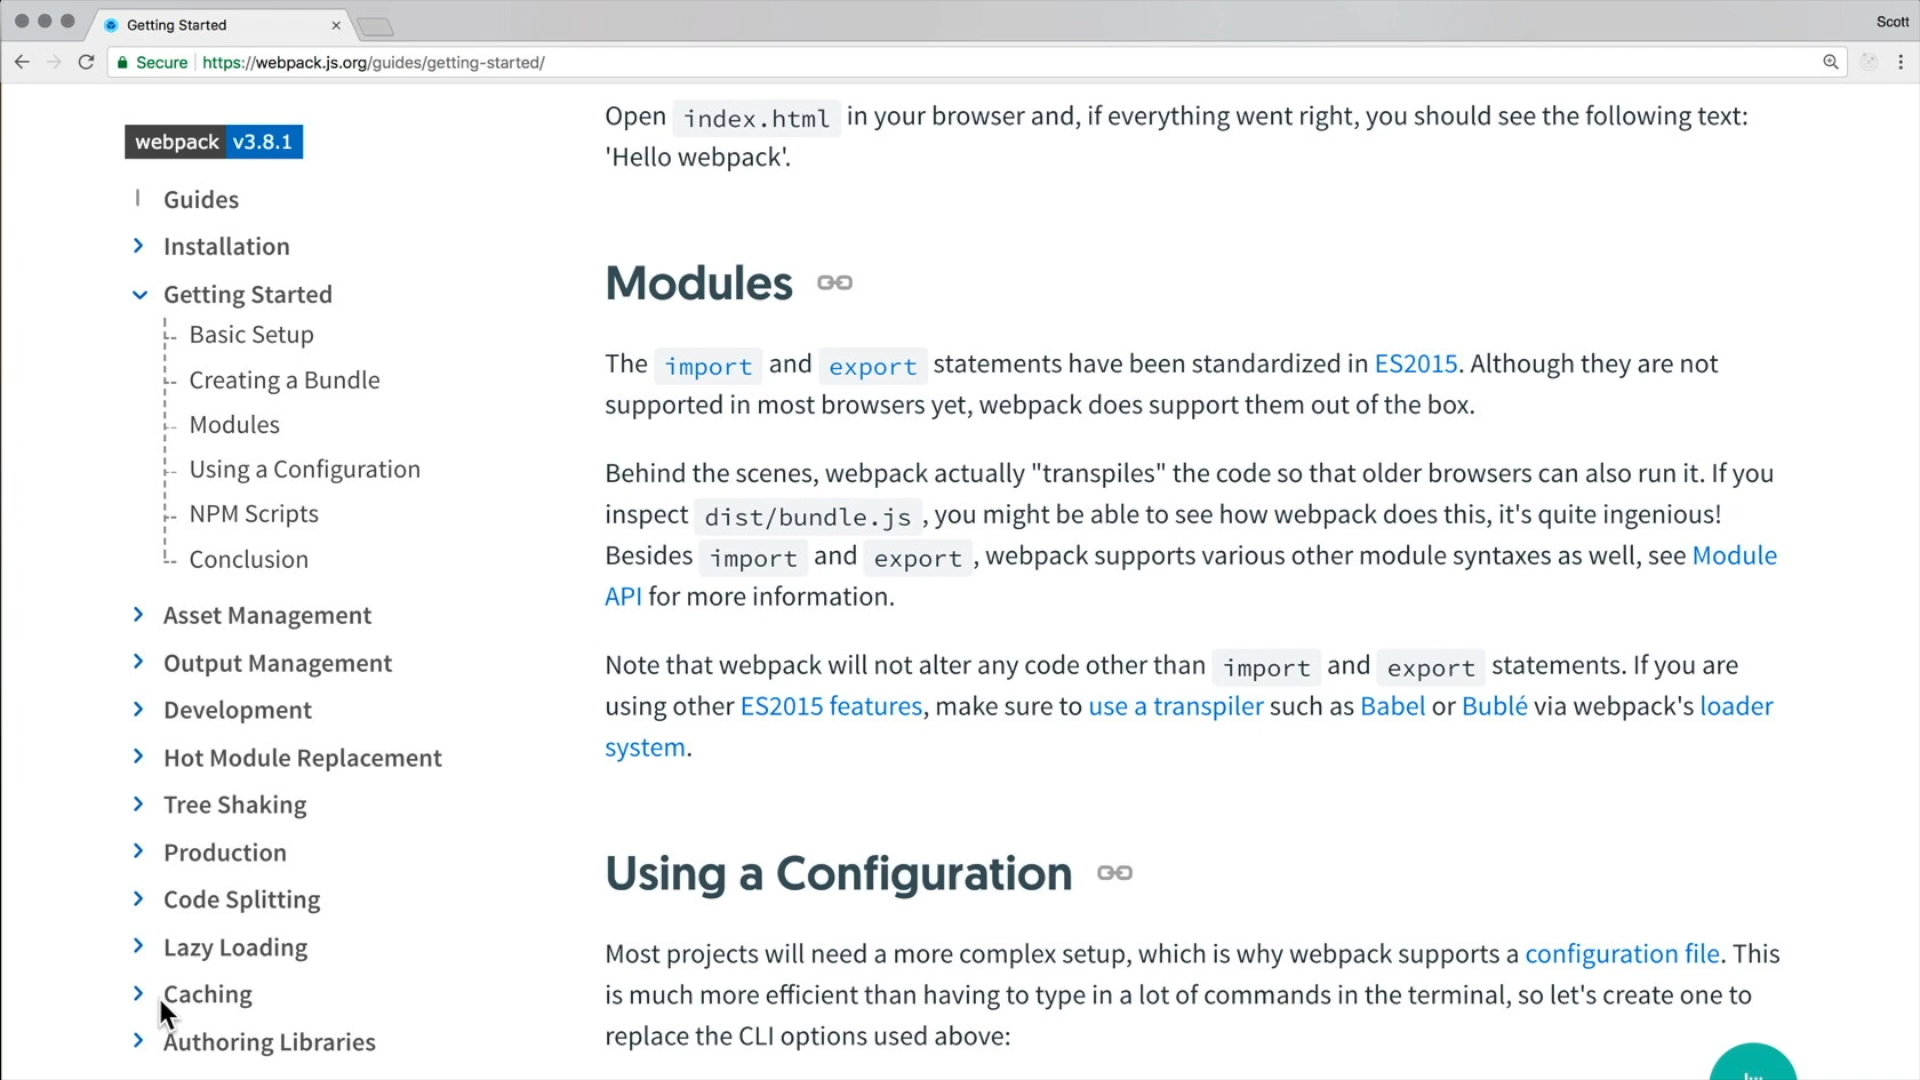 Getting Started
Scott
Secure https://webpack.js.org/guides/getting-started/
webpack v3.8.1
Guides
Installation
Getting Started
Basic Setup
Creating a Bundle
Modules
Using a Configuration
NPM Scripts
Conclusion
Asset Management
Output Management
Development
Hot Module Replacement
Tree Shaking
Production
Code Splitting
Lazy Loading
Caching
Authoring Libraries
Open index.html in your browser and, if everything went right, you should see the following text:
'Hello webpack'.
Modules
The import and export statements have been standardized in ES2015. Although they are not
supported in most browsers yet, webpack does support them out of the box.
Behind the scenes, webpack actually "transpiles" the code so that older browsers can also run it. If you
inspect dist/bundle.js , you might be able to see how webpack does this, it's quite ingenious!
Besides import and export , webpack supports various other module syntaxes as well, see Module
API for more information.
Note that webpack will not alter any code other than import and export statements. If you are
using other ES2015 features, make sure to use a transpiler such as Babel or Bublé via webpack's loader
system.
Using a Configuration
Most projects will need a more complex setup, which is why webpack supports a configuration file. This
is much more efficient than having to type in a lot of commands in the terminal, so let's create one to
replace the CLI options used above: